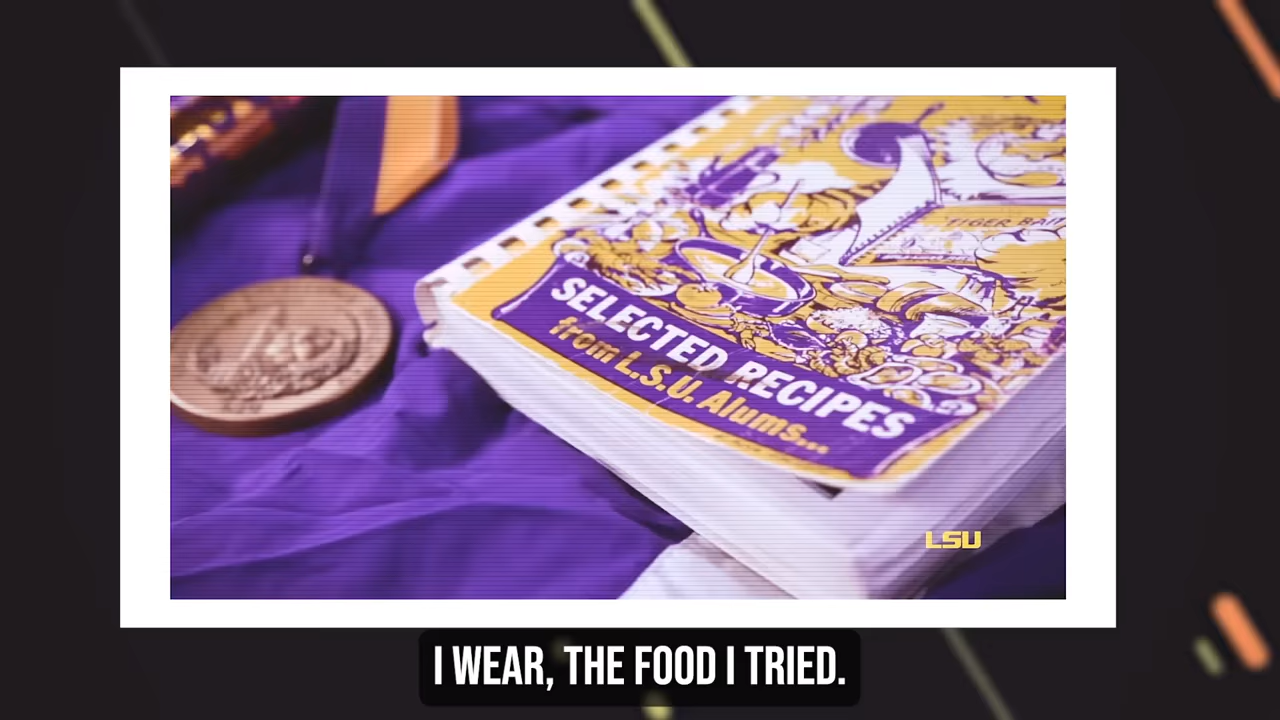 TIGER BAIT
SELECTED RECIPES
from L.S.U. Alums...
LSU
I WEAR, THE FOOD I TRIED.